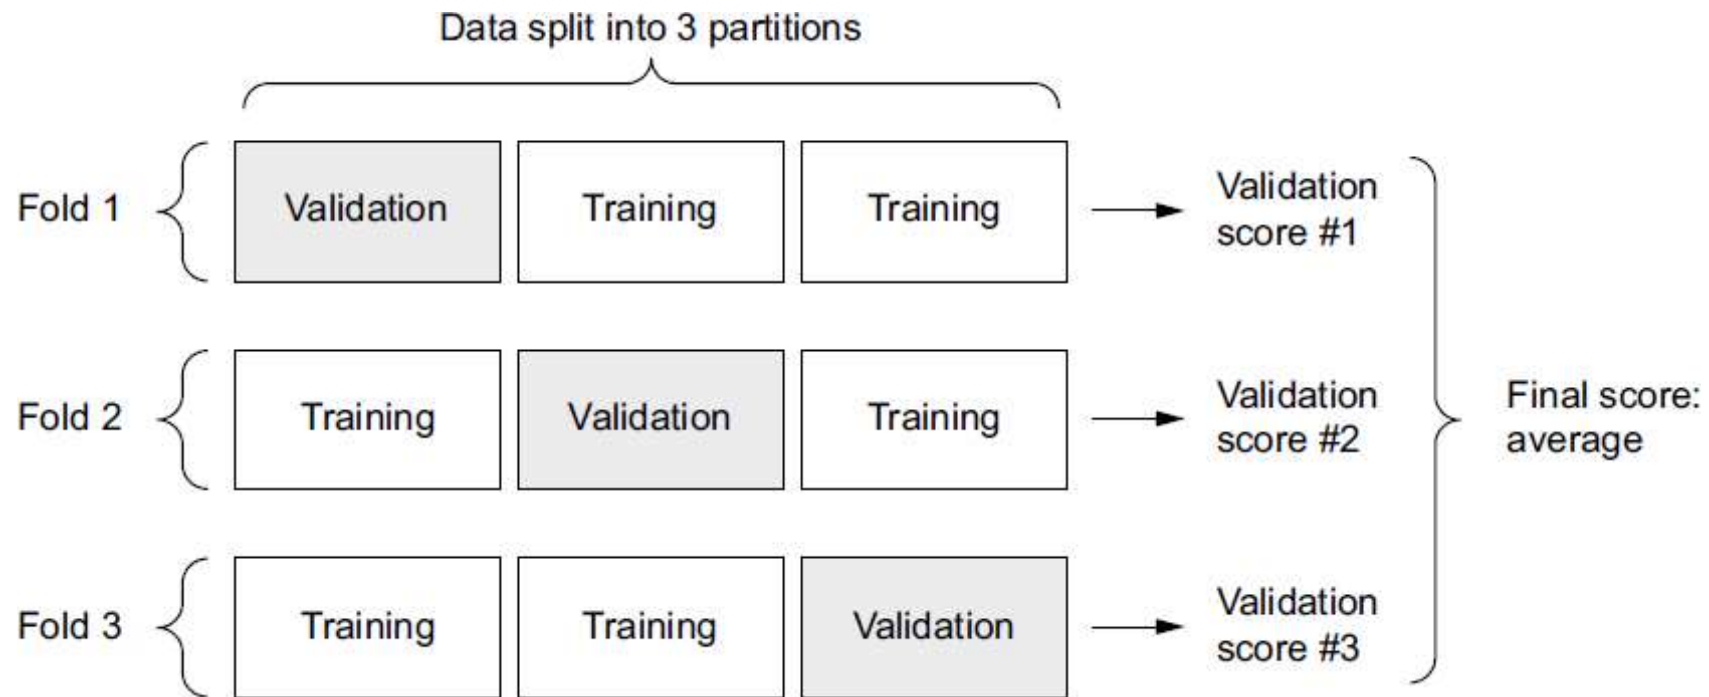 Data split into 3 partitions
Fold 1
Validation
Training
Training
Validation
score #1
Fold 2
Training
Validation
Training
Validation
score #2
Final score:
average
Fold 3
Training
Training
Validation
Validation
score #3